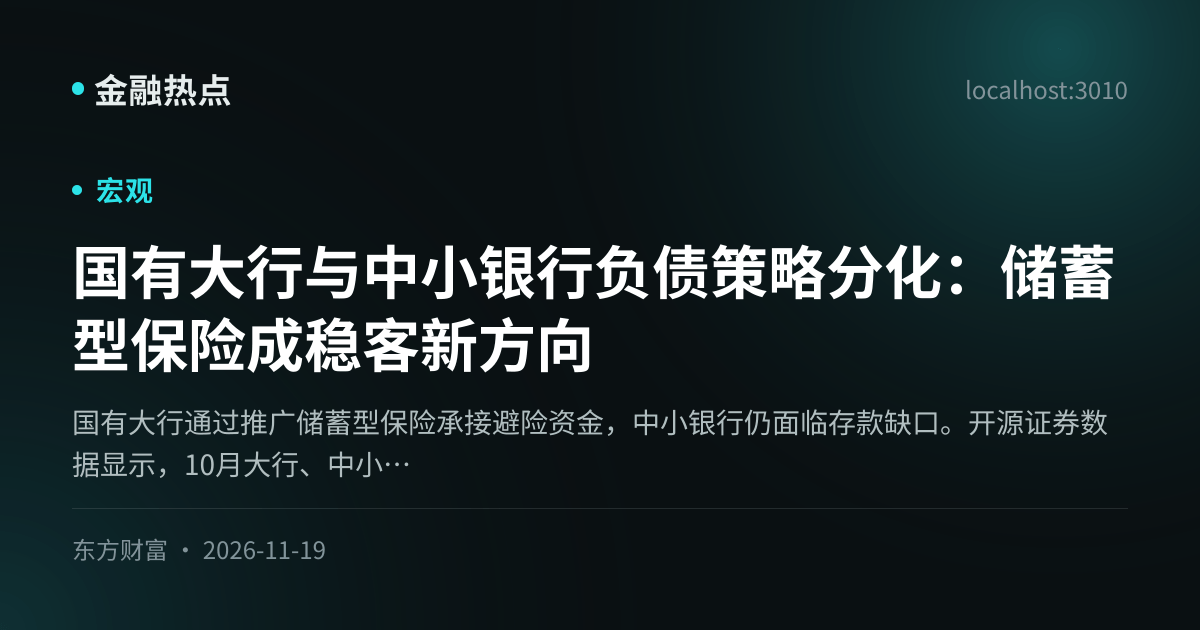 金融热点
localhost:3010
宏观
国有大行与中小银行负债策略分化：储蓄
型保险成稳客新方向
国有大行通过推广储蓄型保险承接避险资金，中小银行仍面临存款缺口。开源证券数
据显示，10月大行、中小…
东方财富 · 2026-11-19